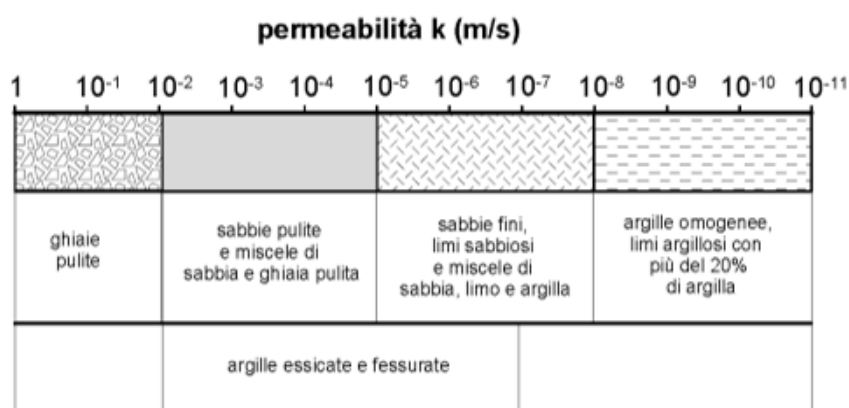 permeabilità k (m/s)
1 10⁻¹ 10⁻² 10⁻³ 10⁻⁴ 10⁻⁵ 10⁻⁶ 10⁻⁷ 10⁻⁸ 10⁻⁹ 10⁻¹⁰ 10⁻¹¹
ghiaie
pulite
sabbie pulite
e miscele di
sabbia e ghiaia pulita
sabbie fini,
limi sabbiosi
e miscele di
sabbia, limo e argilla
argille omogenee,
limi argillosi con
più del 20%
di argilla
argille essicate e fessurate